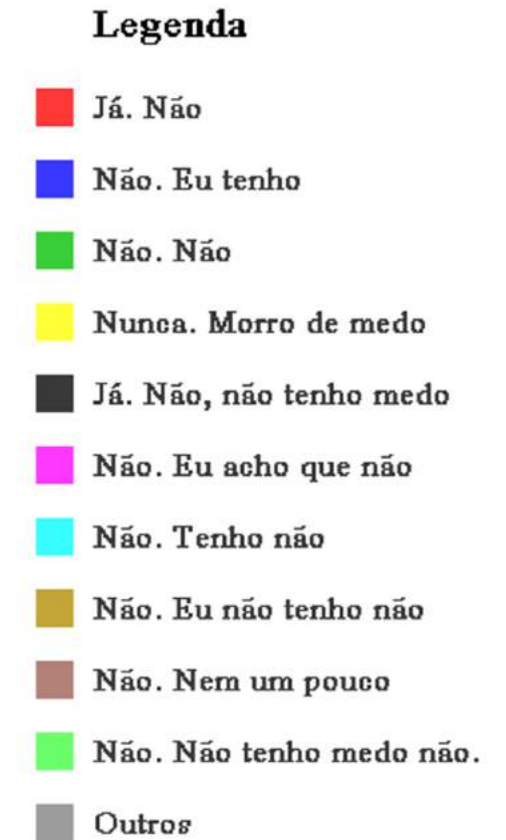 Legenda
Já. Não
Não. Eu tenho
Não. Não
Nunca. Morro de medo
Já. Não, não tenho medo
Não. Eu acho que não
Não. Tenho não
Não. Eu não tenho não
Não. Nem um pouco
Não. Não tenho medo não.
Outros